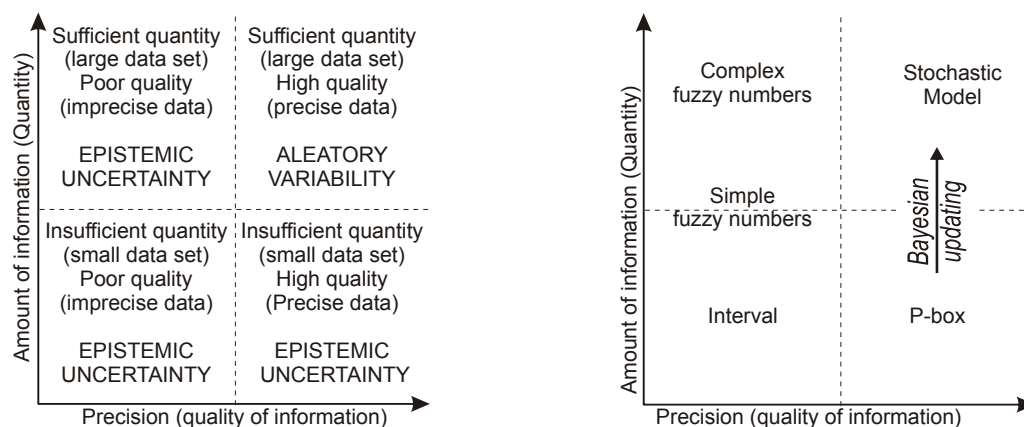 Amount of information (Quantity)
Sufficient quantity
(large data set)
Poor quality
(imprecise data)
EPISTEMIC
UNCERTAINTY
Sufficient quantity
(large data set)
High quality
(precise data)
ALEATORY
VARIABILITY
Insufficient quantity
(small data set)
Poor quality
(imprecise data)
EPISTEMIC
UNCERTAINTY
Insufficient quantity
(small data set)
High quality
(Precise data)
EPISTEMIC
UNCERTAINTY
Precision (quality of information)
Amount of information (Quantity)
Complex
fuzzy numbers
Stochastic
Model
Simple
fuzzy numbers
Bayesian
updating
Interval
P-box
Precision (quality of information)